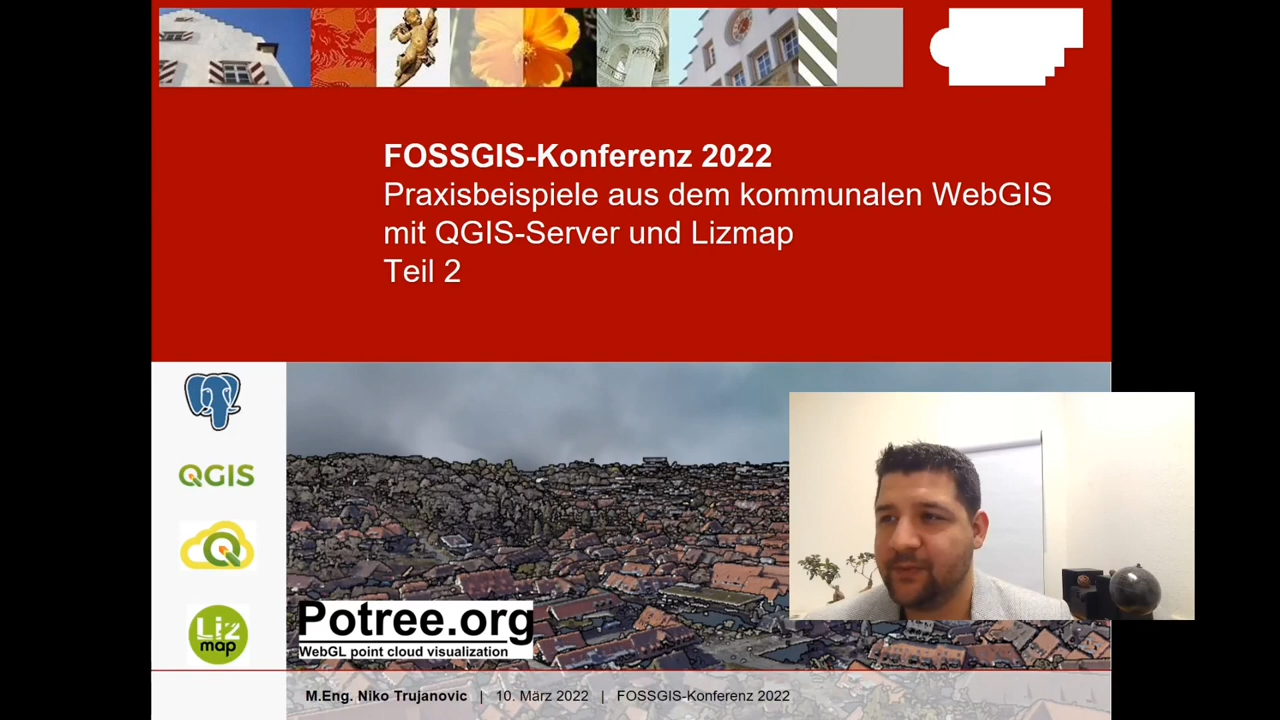 FOSSGIS-Konferenz 2022
Praxisbeispiele aus dem kommunalen WebGIS
mit QGIS-Server und Lizmap
Teil 2
QGIS
Liz
map
Potree.org
WebGL point cloud visualization
M.Eng. Niko Trujanovic | 10. März 2022 | FOSSGIS-Konferenz 2022